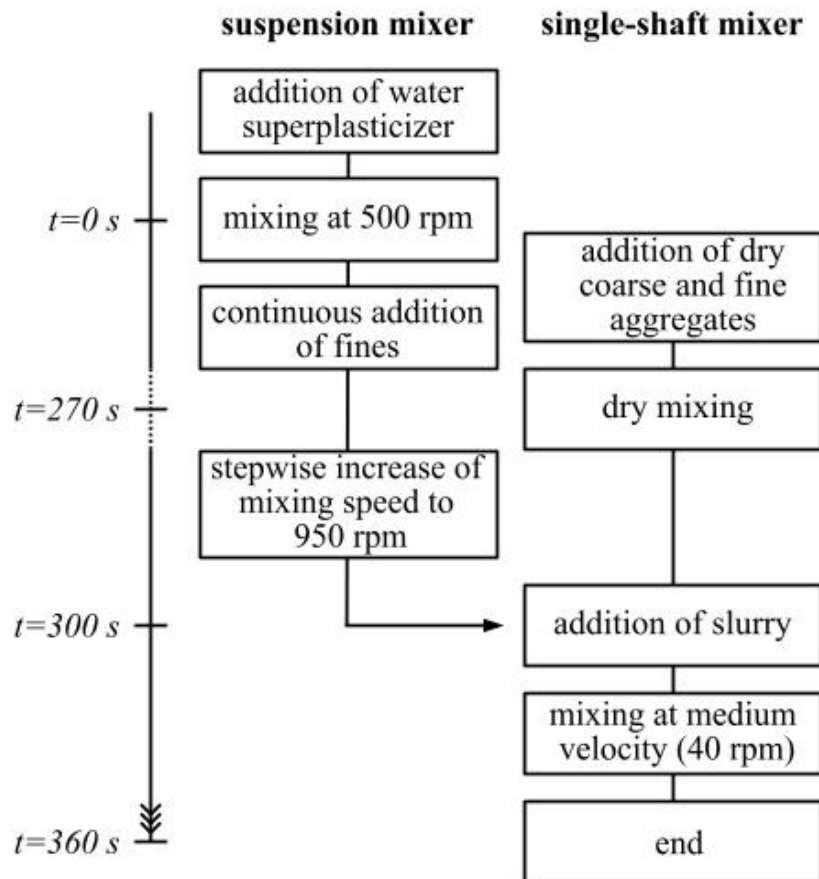 suspension mixer
single-shaft mixer
addition of water
superplasticizer
t=0 s
mixing at 500 rpm
addition of dry
coarse and fine
aggregates
continuous addition
of fines
t=270 s
dry mixing
stepwise increase of
mixing speed to
950 rpm
t=300 s
addition of slurry
mixing at medium
velocity (40 rpm)
t=360 s
end